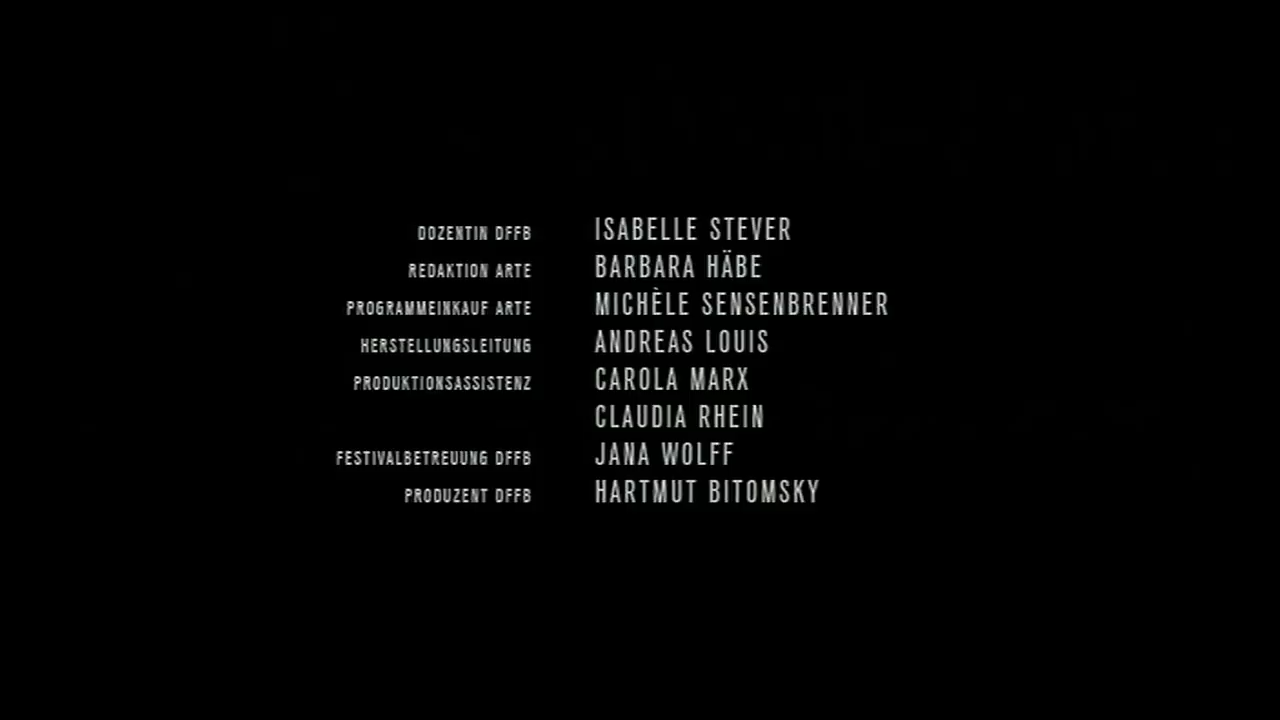 DOZENTIN DFFB ISABELLE STEVER
REDAKTION ARTE BARBARA HÄBE
PROGRAMMEINKAUF ARTE MICHÈLE SENSENBRENNER
HERSTELLUNGSLEITUNG ANDREAS LOUIS
PRODUKTIONSASSISTENZ CAROLA MARX
CLAUDIA RHEIN
FESTIVALBETREUUNG DFFB JANA WOLFF
PRODUZENT DFFB HARTMUT BITOMSKY